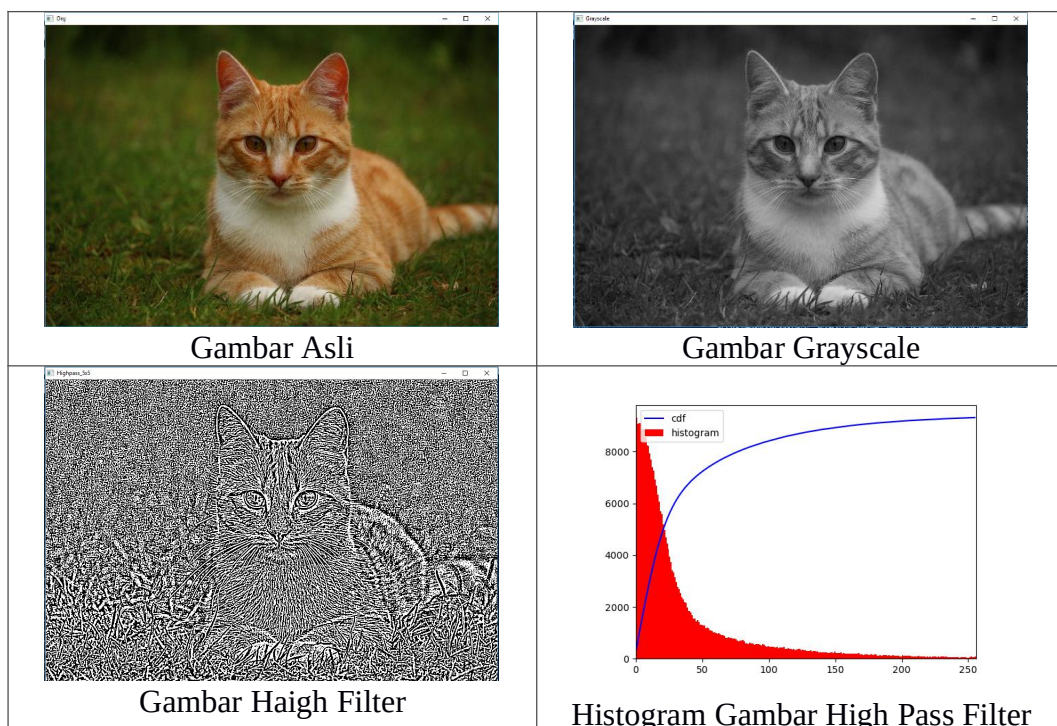 Org
Grayscale
Gambar Asli
Gambar Grayscale
Highpass_5x5
cdf
histogram
8000
6000
4000
2000
0
0 50 100 150 200 250
Gambar Haigh Filter
Histogram Gambar High Pass Filter